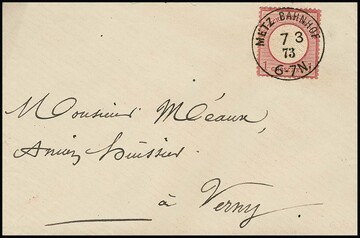 METZ BAHNHOF
7 3
73
6-7N.
Monsieur Méaux,
Ancien huissier
à Verny.